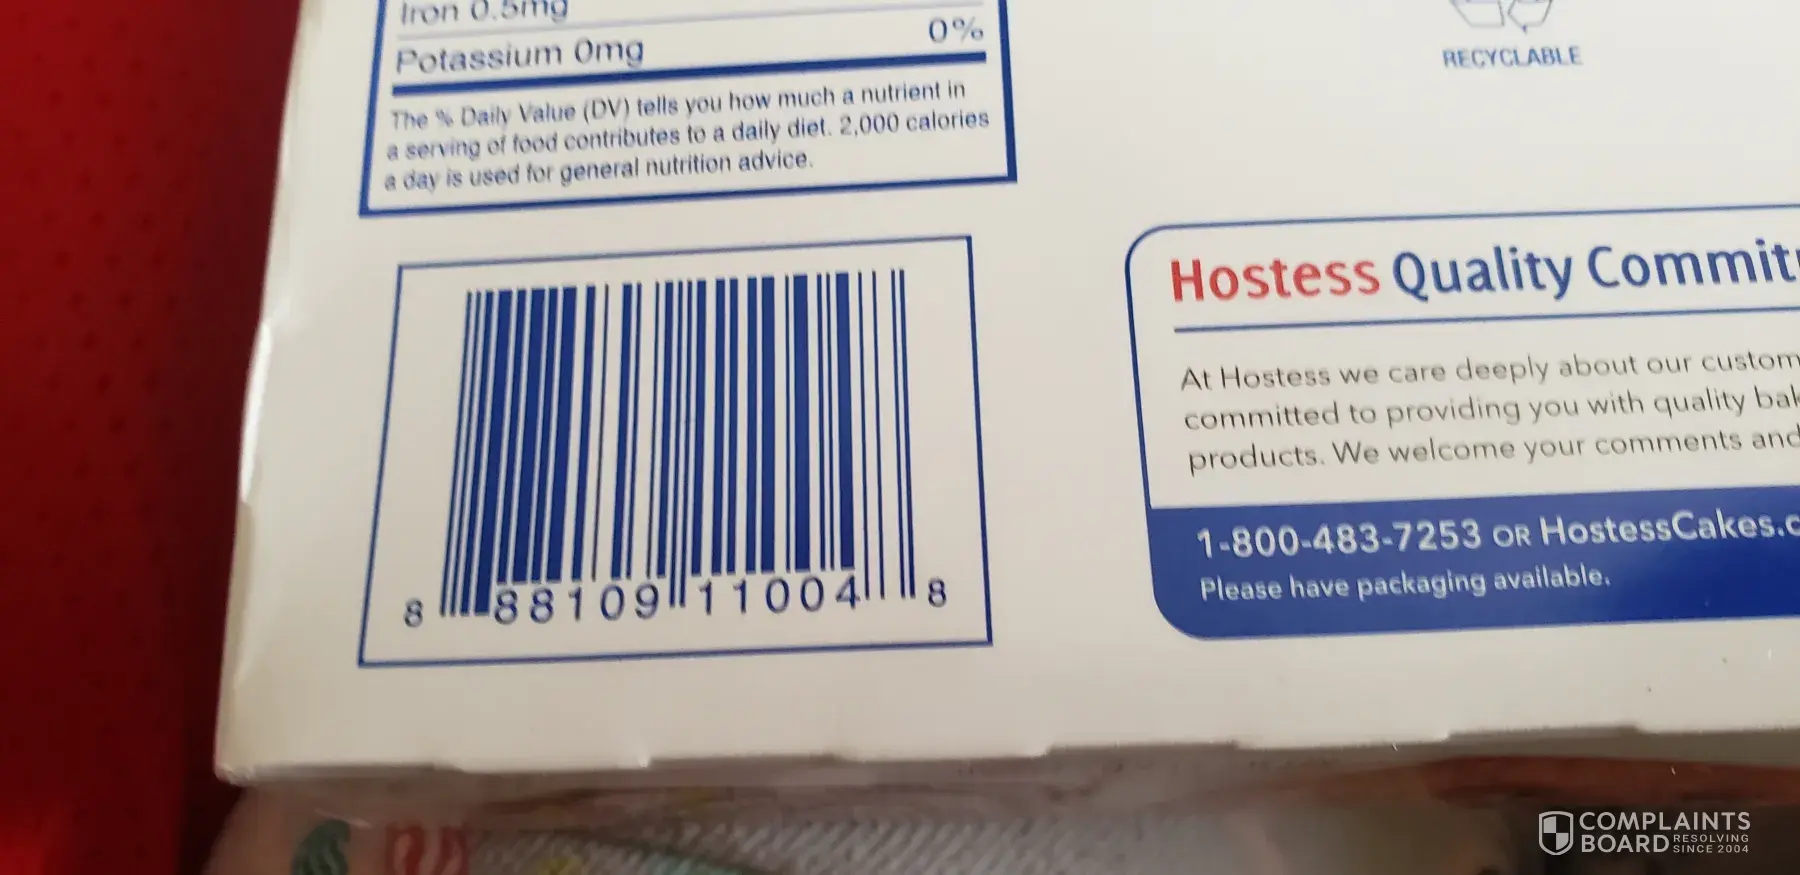 Iron 0.5mg
Potassium 0mg 0%
The % Daily Value (DV) tells you how much a nutrient in
a serving of food contributes to a daily diet. 2,000 calories
a day is used for general nutrition advice.
8 88109 11004 8
RECYCLABLE
Hostess Quality Commit
At Hostess we care deeply about our custom
committed to providing you with quality bak
products. We welcome your comments and
1-800-483-7253 OR HostessCakes.c
Please have packaging available.
COMPLAINTS
BOARD RESOLVING
SINCE 2004